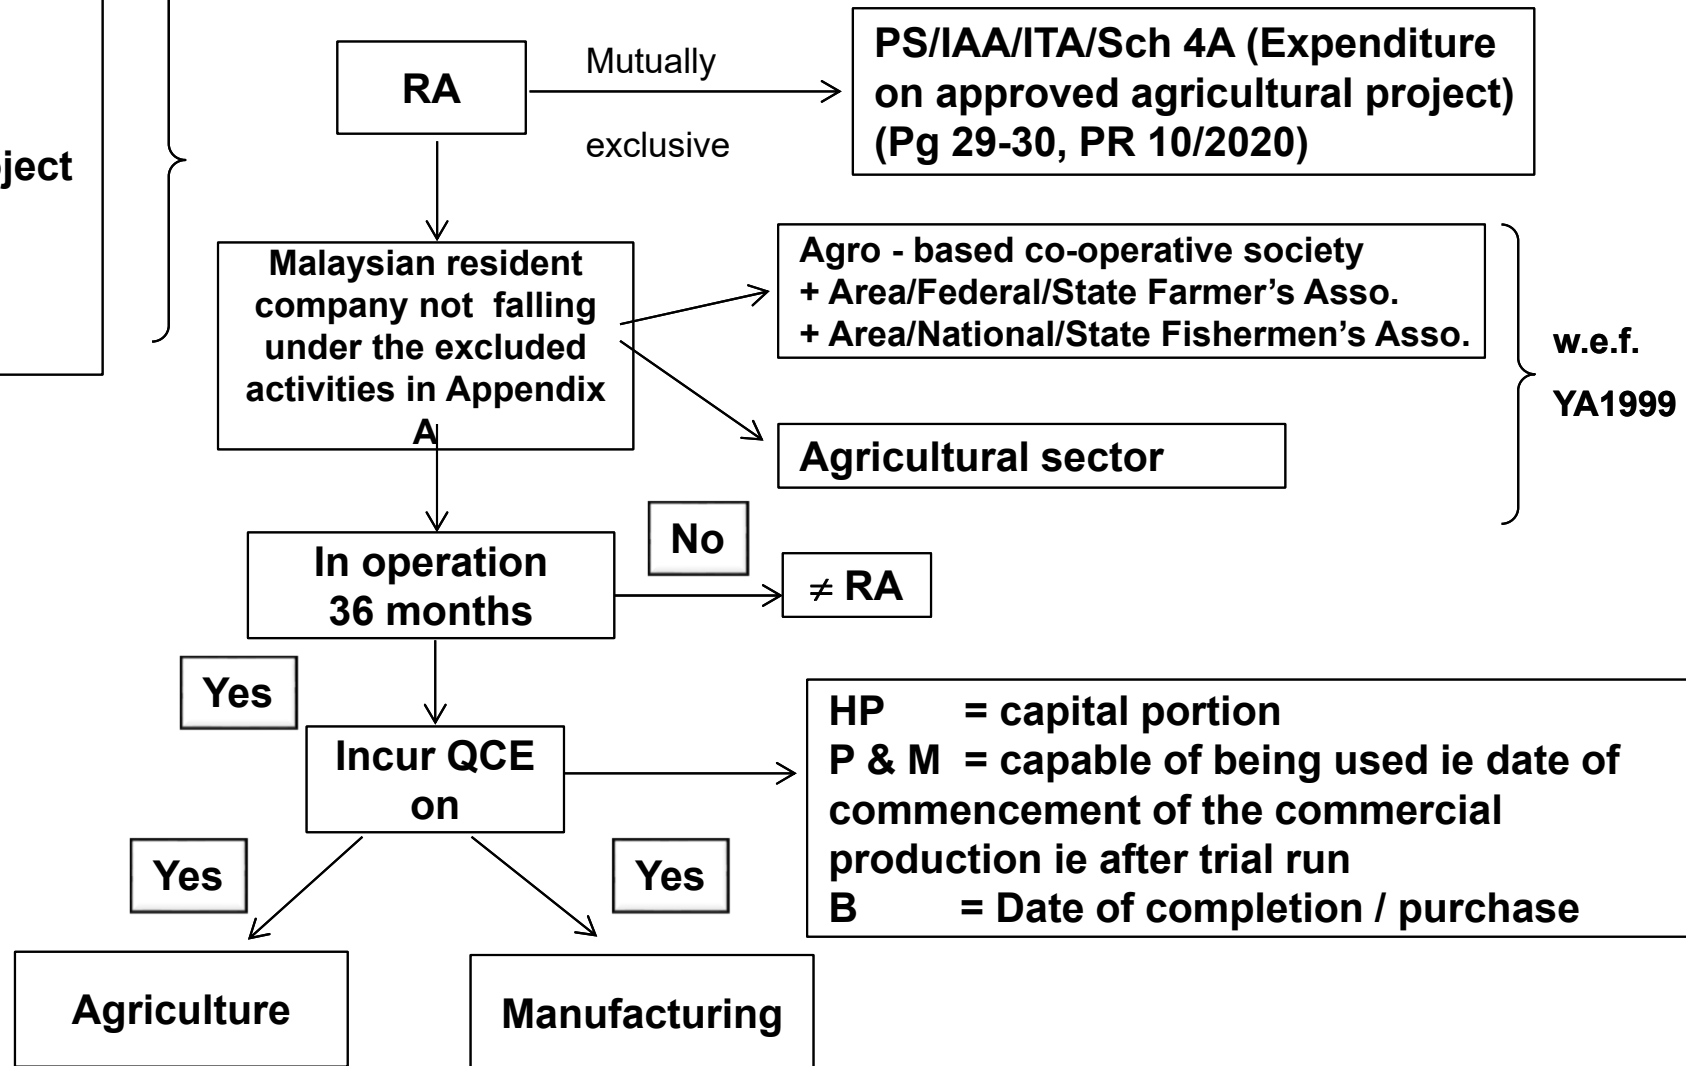 RA
Mutually
exclusive
PS/IAA/ITA/Sch 4A (Expenditure
on approved agricultural project)
(Pg 29-30, PR 10/2020)
ject
Malaysian resident
company not falling
under the excluded
activities in Appendix
A
Agro - based co-operative society
+ Area/Federal/State Farmer’s Asso.
+ Area/National/State Fishermen’s Asso.
w.e.f.
YA1999
Agricultural sector
In operation
36 months
No
≠ RA
Yes
Incur QCE
on
HP = capital portion
P & M = capable of being used ie date of
commencement of the commercial
production ie after trial run
B = Date of completion / purchase
Yes
Yes
Agriculture
Manufacturing